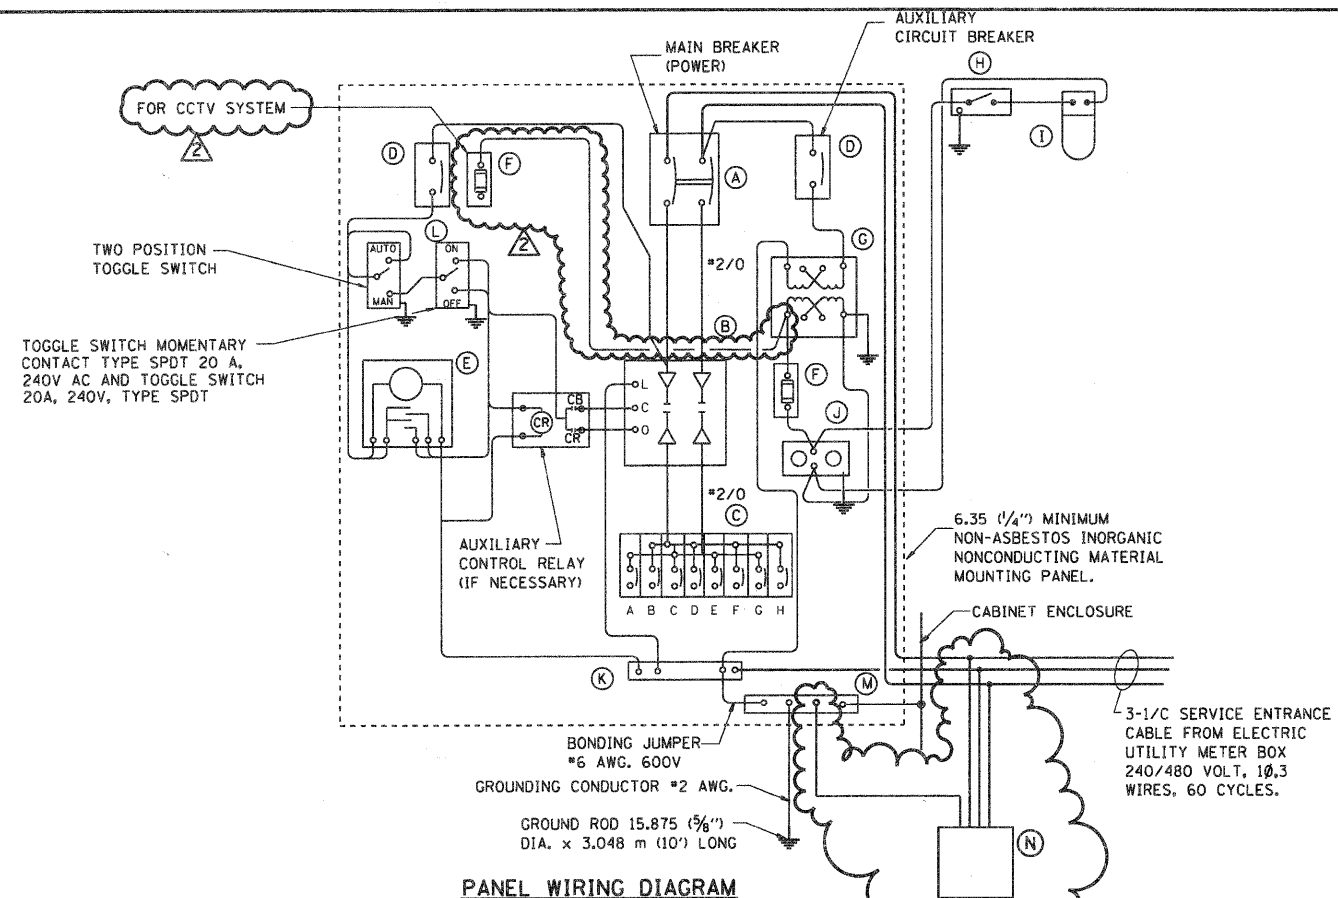 AUXILIARY
CIRCUIT BREAKER
MAIN BREAKER
(POWER)
H
FOR CCTV SYSTEM
2
I
D
F
A
D
L
G
TWO POSITION
TOGGLE SWITCH
AUTO
MAN
ON
OFF
2
#2/0
B
TOGGLE SWITCH MOMENTARY
CONTACT TYPE SPDT 20 A,
240V AC AND TOGGLE SWITCH
20A, 240V, TYPE SPDT
E
F
L
C
O
CB
CR
CR
J
#2/0
C
AUXILIARY
CONTROL RELAY
(IF NECESSARY)
6.35 (1/4") MINIMUM
NON-ASBESTOS INORGANIC
NONCONDUCTING MATERIAL
MOUNTING PANEL.
A B C D E F G H
CABINET ENCLOSURE
K
M
3-1/C SERVICE ENTRANCE
CABLE FROM ELECTRIC
UTILITY METER BOX
240/480 VOLT, 1Ø,3
WIRES, 60 CYCLES.
BONDING JUMPER
#6 AWG. 600V
GROUNDING CONDUCTOR #2 AWG.
GROUND ROD 15.875 (5/8")
DIA. x 3.048 m (10') LONG
N
PANEL WIRING DIAGRAM